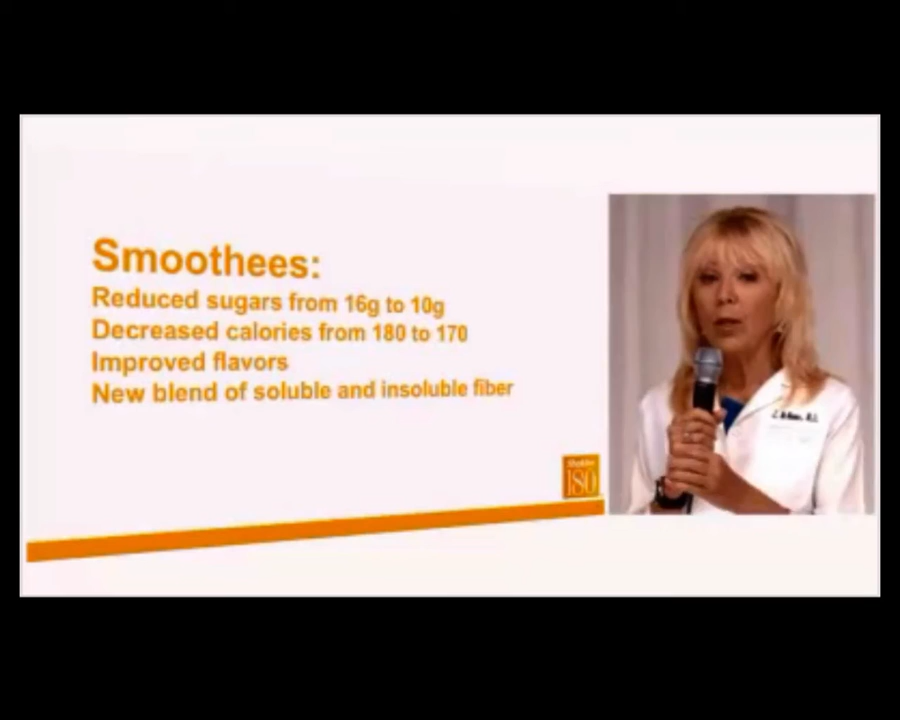 Smoothees:
Reduced sugars from 16g to 10g
Decreased calories from 180 to 170
Improved flavors
New blend of soluble and insoluble fiber
180